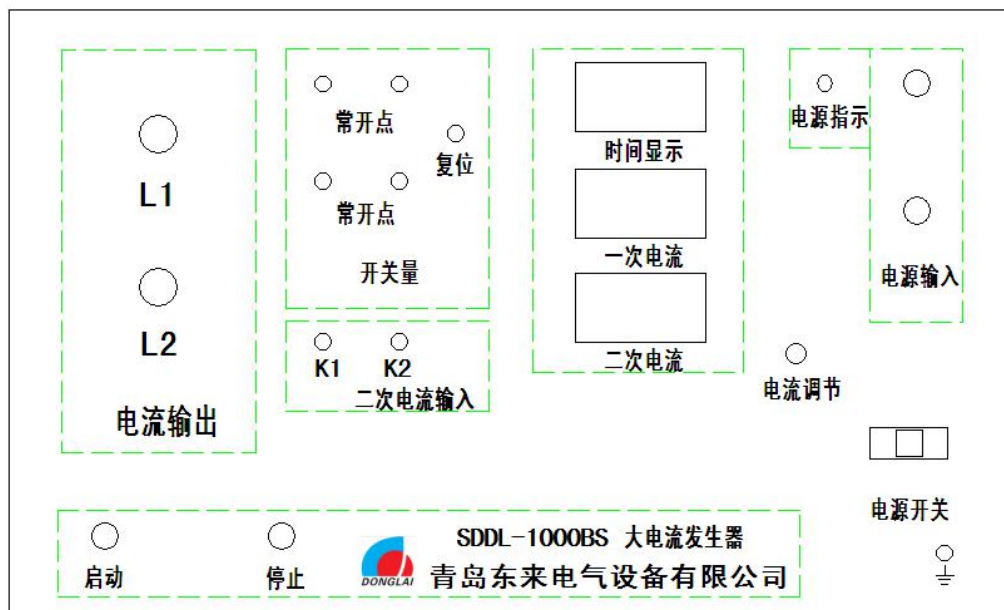 L1
L2
电流输出
常开点
复位
常开点
开关量
K1 K2
二次电流输入
时间显示
一次电流
二次电流
电源指示
电源输入
电流调节
电源开关
启动
停止
DONGLAI
SDDL-1000BS 大电流发生器
青岛东来电气设备有限公司